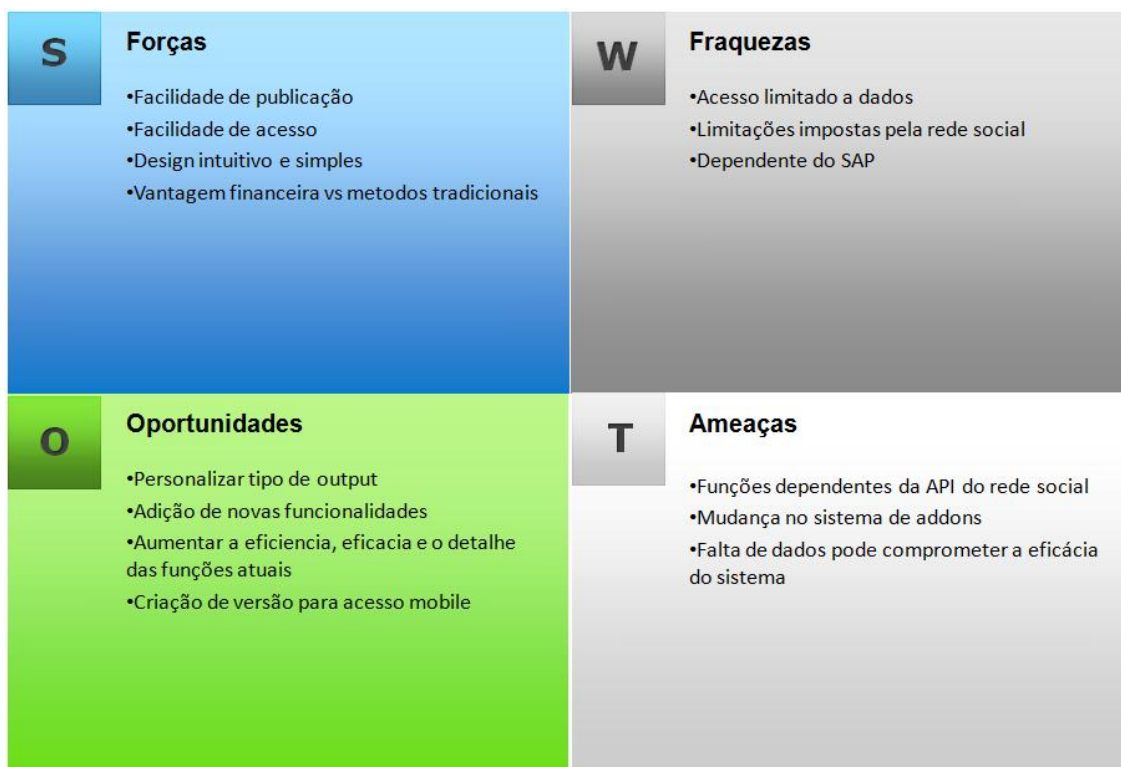 S
Forças
•Facilidade de publicação
•Facilidade de acesso
•Design intuitivo e simples
•Vantagem financeira vs metodos tradicionais
W
Fraquezas
•Acesso limitado a dados
•Limitações impostas pela rede social
•Dependente do SAP
O
Oportunidades
•Personalizar tipo de output
•Adição de novas funcionalidades
•Aumentar a eficiencia, eficacia e o detalhe
das funções atuais
•Criação de versão para acesso mobile
T
Ameaças
•Funções dependentes da API do rede social
•Mudança no sistema de addons
•Falta de dados pode comprometer a eficácia
do sistema